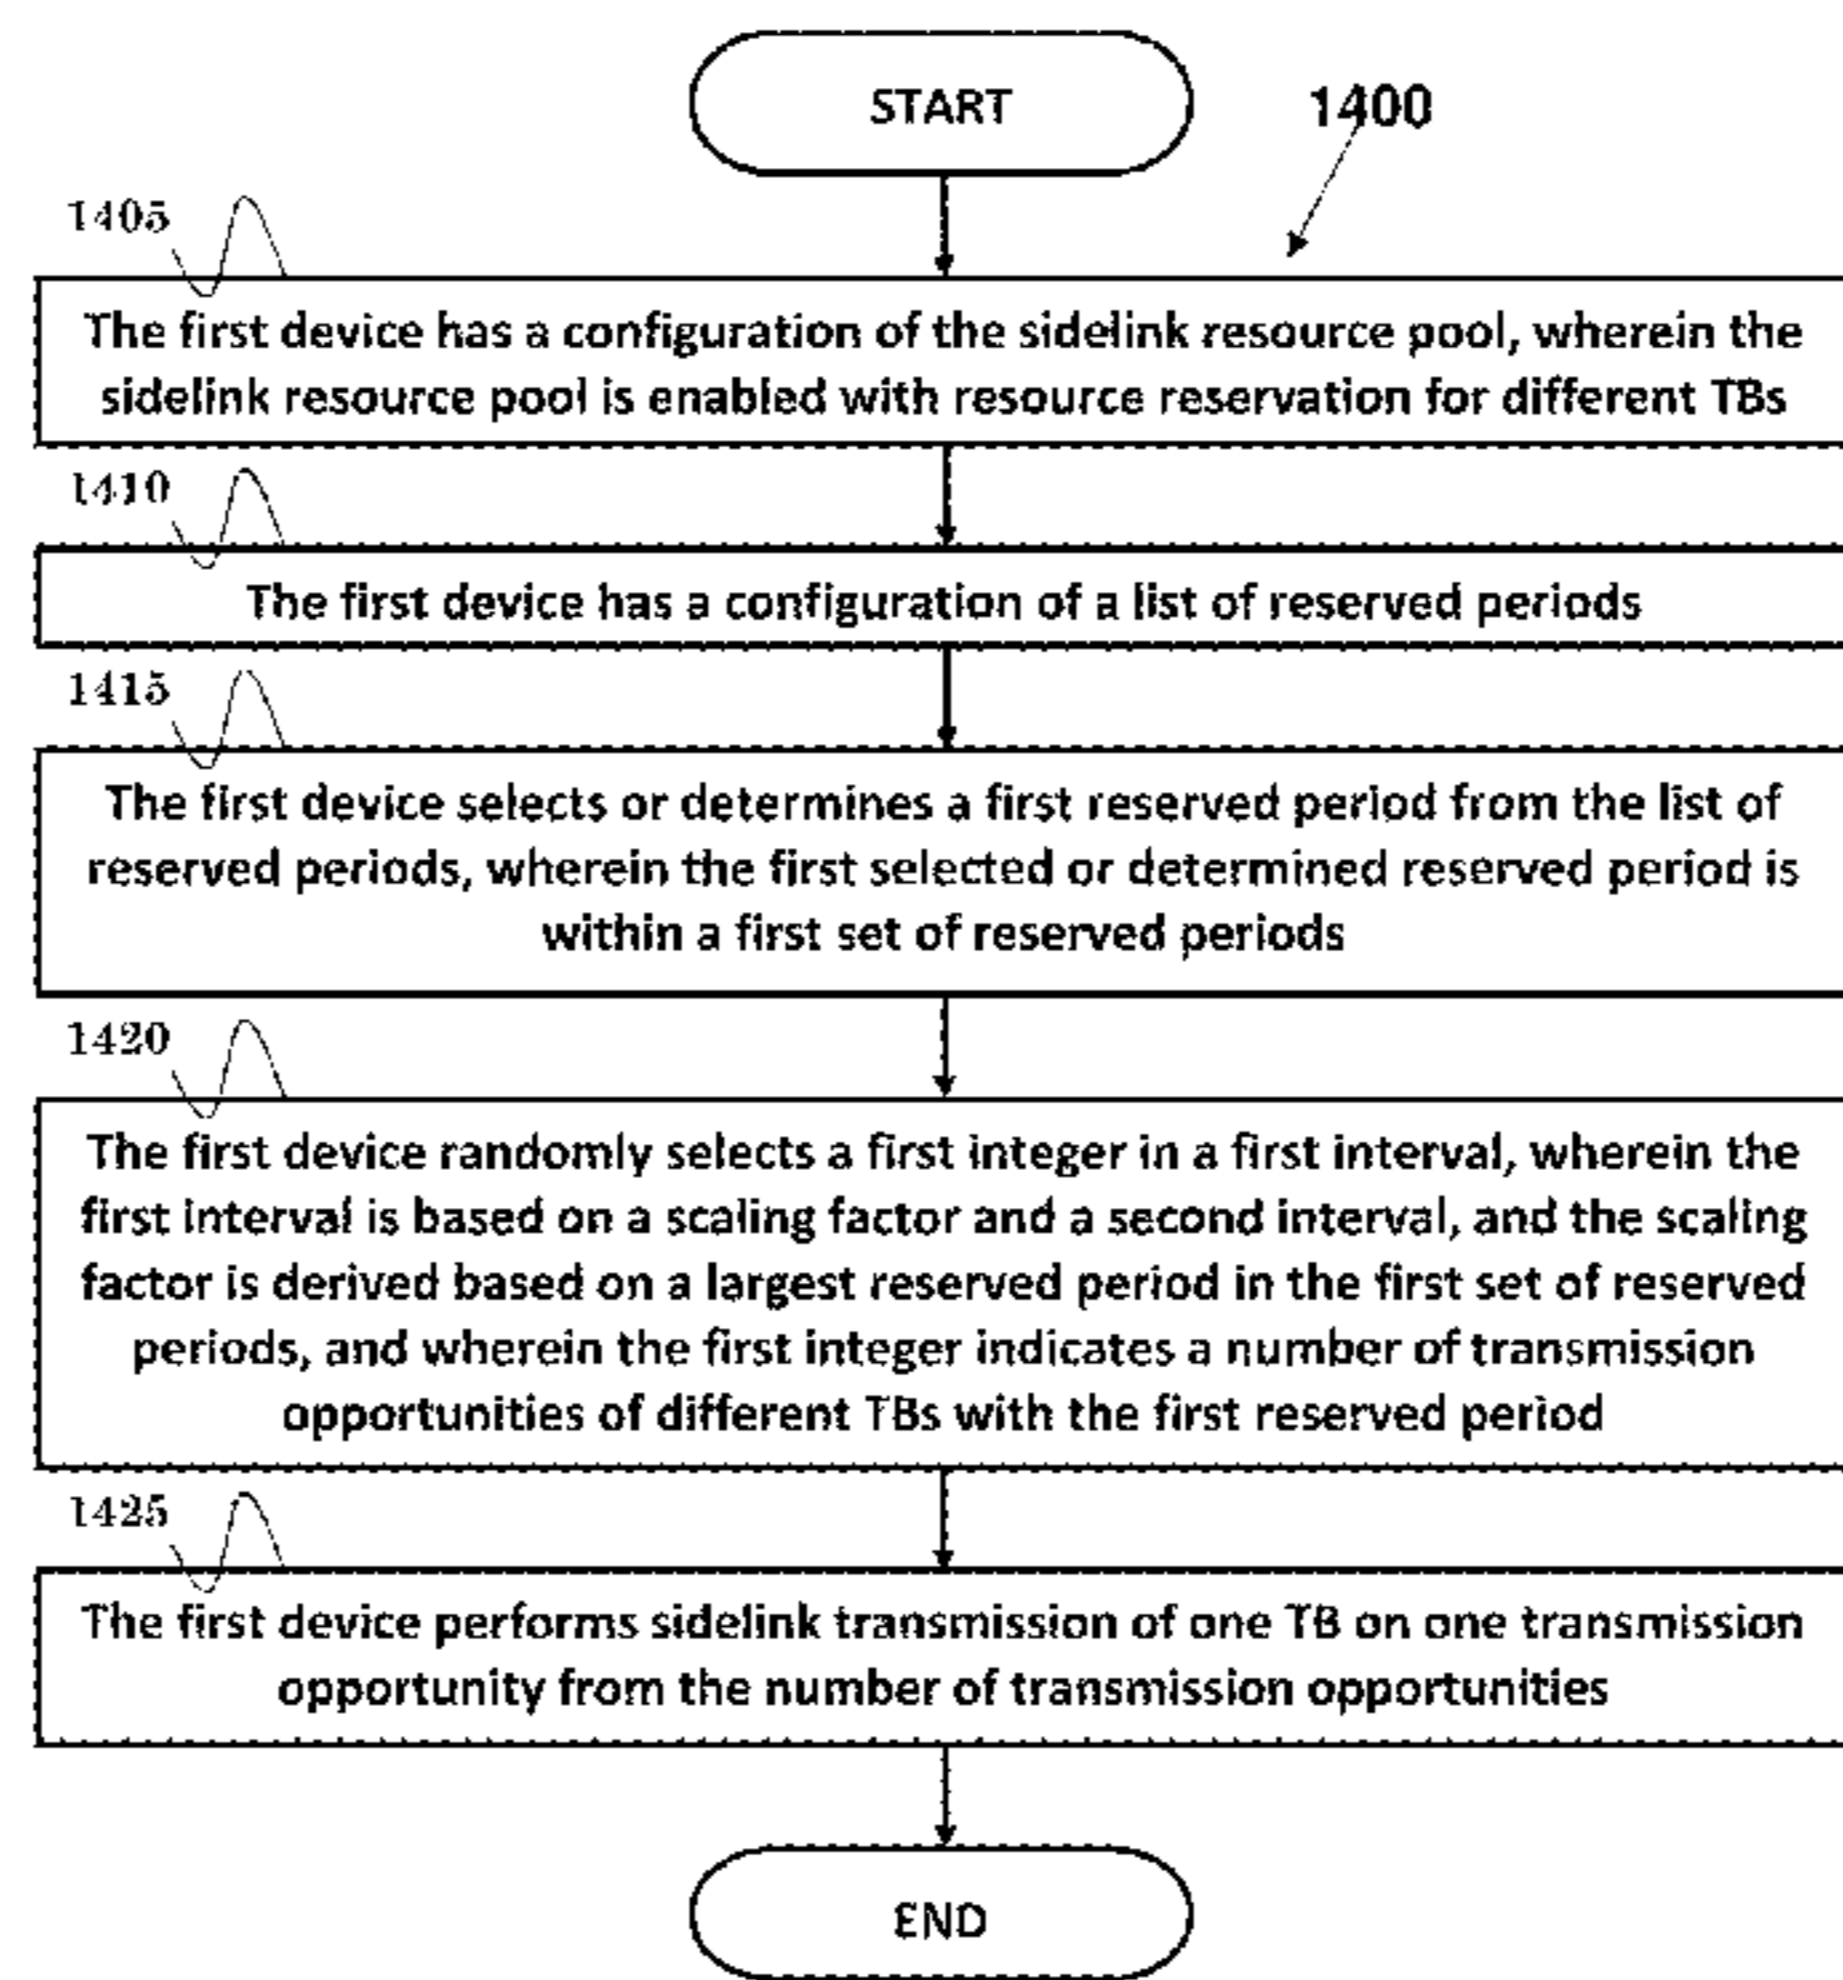 START
1400
1405
The first device has a configuration of the sidelink resource pool, wherein the
sidelink resource pool is enabled with resource reservation for different TBs
1410
The first device has a configuration of a list of reserved periods
1415
The first device selects or determines a first reserved period from the list of
reserved periods, wherein the first selected or determined reserved period is
within a first set of reserved periods
1420
The first device randomly selects a first integer in a first interval, wherein the
first interval is based on a scaling factor and a second interval, and the scaling
factor is derived based on a largest reserved period in the first set of reserved
periods, and wherein the first integer indicates a number of transmission
opportunities of different TBs with the first reserved period
1425
The first device performs sidelink transmission of one TB on one transmission
opportunity from the number of transmission opportunities
END